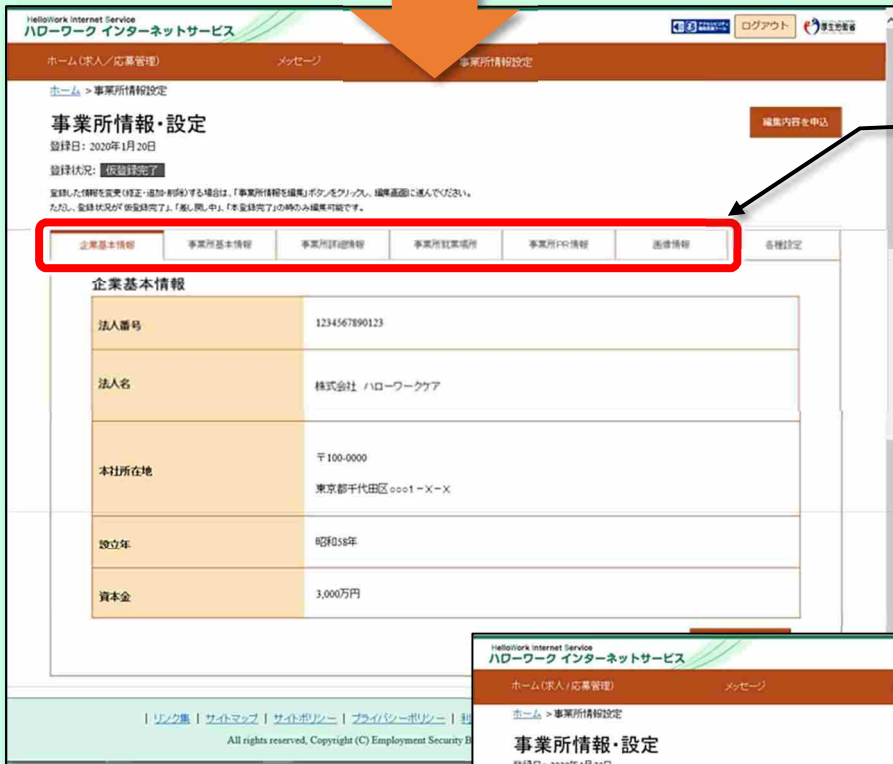 HelloWork Internet Service
ハローワーク インターネットサービス
ログアウト
厚生労働省
ホーム(求人/応募管理)
メッセージ
事業所情報設定
ホーム > 事業所情報設定
事業所情報・設定
編集内容を申込
登録日: 2020年1月20日
登録状況: 仮登録完了
登録した情報を変更(修正・追加・削除)する場合は、「事業所情報を編集」ボタンをクリックし、編集画面に進んでください。
ただし、登録状況が「仮登録完了」、「差し戻し中」、「本登録完了」の時のみ編集可能です。
企業基本情報
事業所基本情報
事業所詳細情報
事業所就業場所
事業所PR情報
画像情報
各種設定
企業基本情報
法人番号
1234567890123
法人名
株式会社 ハローワークケア
本社所在地
〒100-0000
東京都千代田区○○○1-X-X
設立年
昭和58年
資本金
3,000万円
| リンク集 | サイトマップ | サイトポリシー | プライバシーポリシー | 利
All rights reserved, Copyright (C) Employment Security B
HelloWork Internet Service
ハローワーク インターネットサービス
ホーム(求人/応募管理)
メッセージ
ホーム > 事業所情報設定
事業所情報・設定
登録日: 2020年1月20日